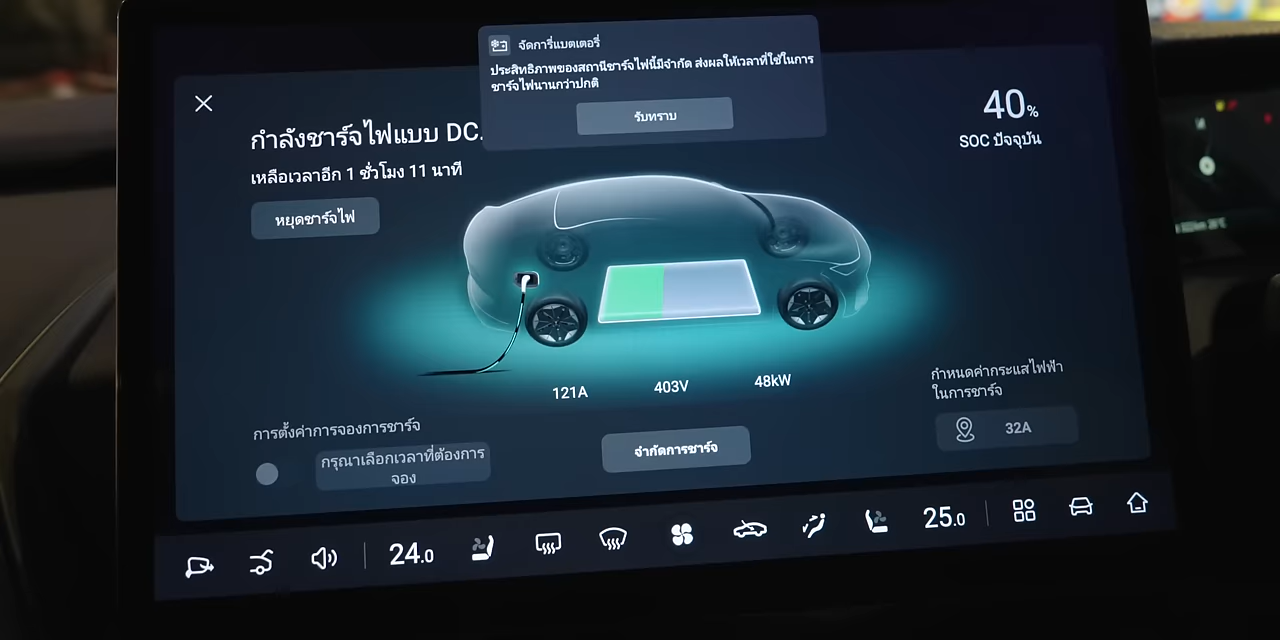 จัดการี่แบตเตอรี่
ประสิทธิภาพของสถานีชาร์จไฟนี้มีจำกัด ส่งผลให้เวลาที่ใช้ในการ
ชาร์จไฟนานกว่าปกติ
รับทราบ
กำลังชาร์จไฟแบบ DC.
เหลือเวลาอีก 1 ชั่วโมง 11 นาที
หยุดชาร์จไฟ
40%
SOC ปัจจุบัน
121A
403V
48kW
กำหนดค่ากระแสไฟฟ้า
ในการชาร์จ
32A
การตั้งค่าการจองการชาร์จ
กรุณาเลือกเวลาที่ต้องการ
จอง
จำกัดการชาร์จ
24.0
25.0